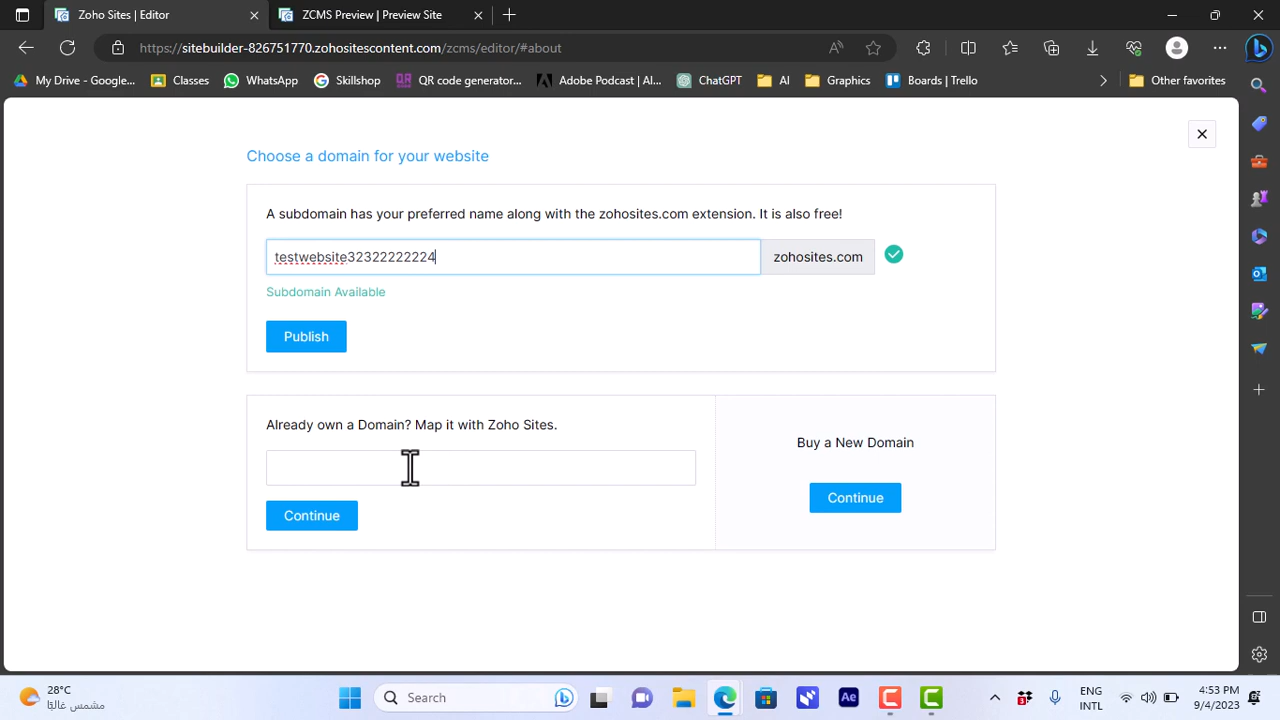 Zoho Sites | Editor
ZCMS Preview | Preview Site
https://sitebuilder-826751770.zohositescontent.com/zcms/editor/#about
My Drive - Google...
Classes
WhatsApp
Skillshop
QR code generator...
Adobe Podcast | AI...
ChatGPT
AI
Graphics
Boards | Trello
Other favorites
Choose a domain for your website
A subdomain has your preferred name along with the zohosites.com extension. It is also free!
testwebsite32322222224
zohosites.com
Subdomain Available
Publish
Already own a Domain? Map it with Zoho Sites.
Buy a New Domain
Continue
Continue
28°C
مشمس غالبًا
Search
Ae
ENG
INTL
4:53 PM
9/4/2023